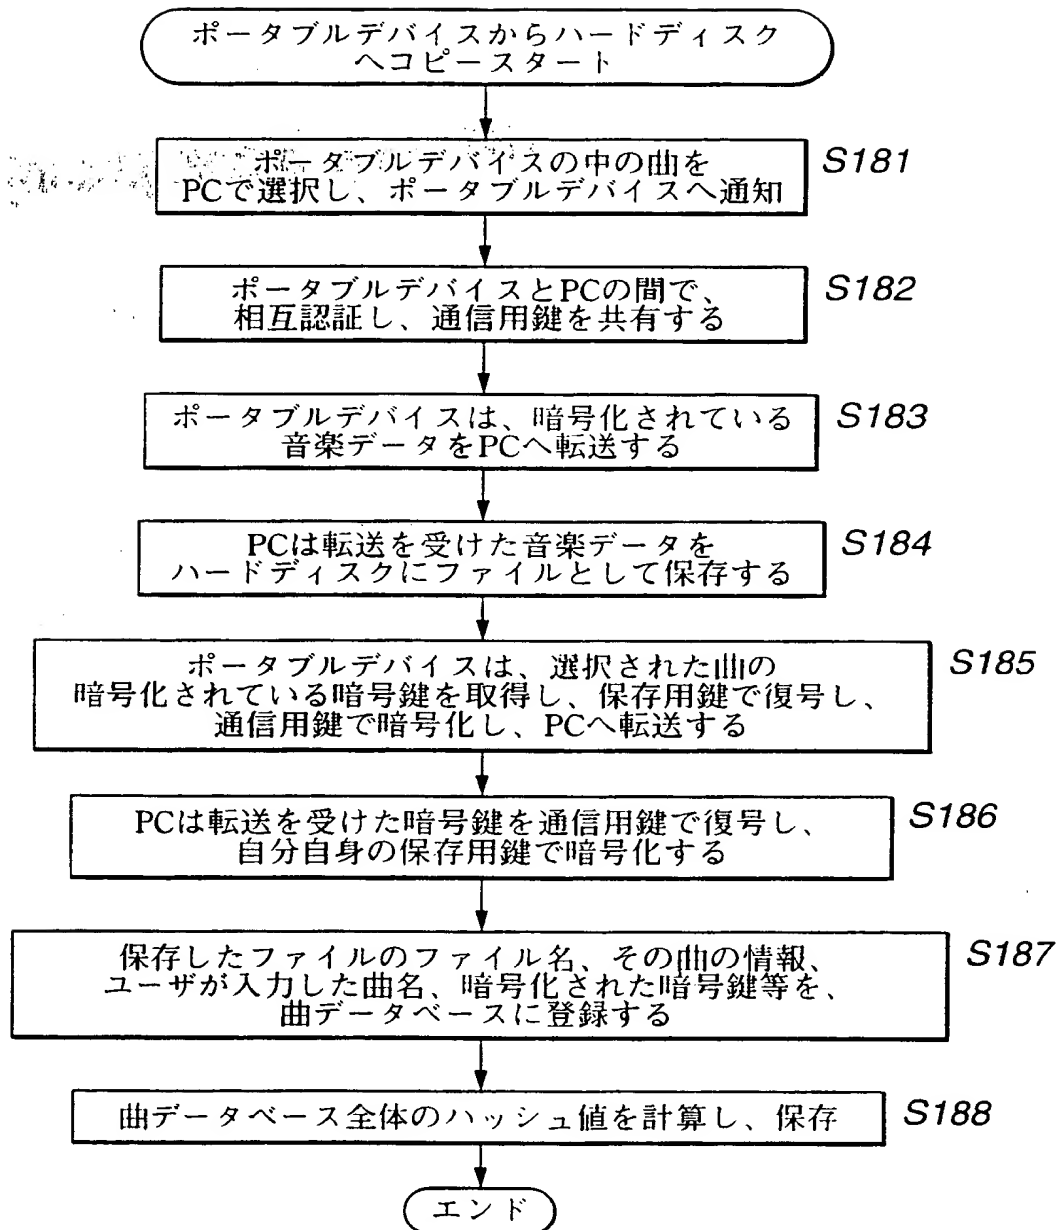 ポータブルデバイスからハードディスク
へコピースタート
ポータブルデバイスの中の曲を
PCで選択し、ポータブルデバイスへ通知
S181
ポータブルデバイスとPCの間で、
相互認証し、通信用鍵を共有する
S182
ポータブルデバイスは、暗号化されている
音楽データをPCへ転送する
S183
PCは転送を受けた音楽データを
ハードディスクにファイルとして保存する
S184
ポータブルデバイスは、選択された曲の
暗号化されている暗号鍵を取得し、保存用鍵で復号し、
通信用鍵で暗号化し、PCへ転送する
S185
PCは転送を受けた暗号鍵を通信用鍵で復号し、
自分自身の保存用鍵で暗号化する
S186
保存したファイルのファイル名、その曲の情報、
ユーザが入力した曲名、暗号化された暗号鍵等を、
曲データベースに登録する
S187
曲データベース全体のハッシュ値を計算し、保存
S188
エンド